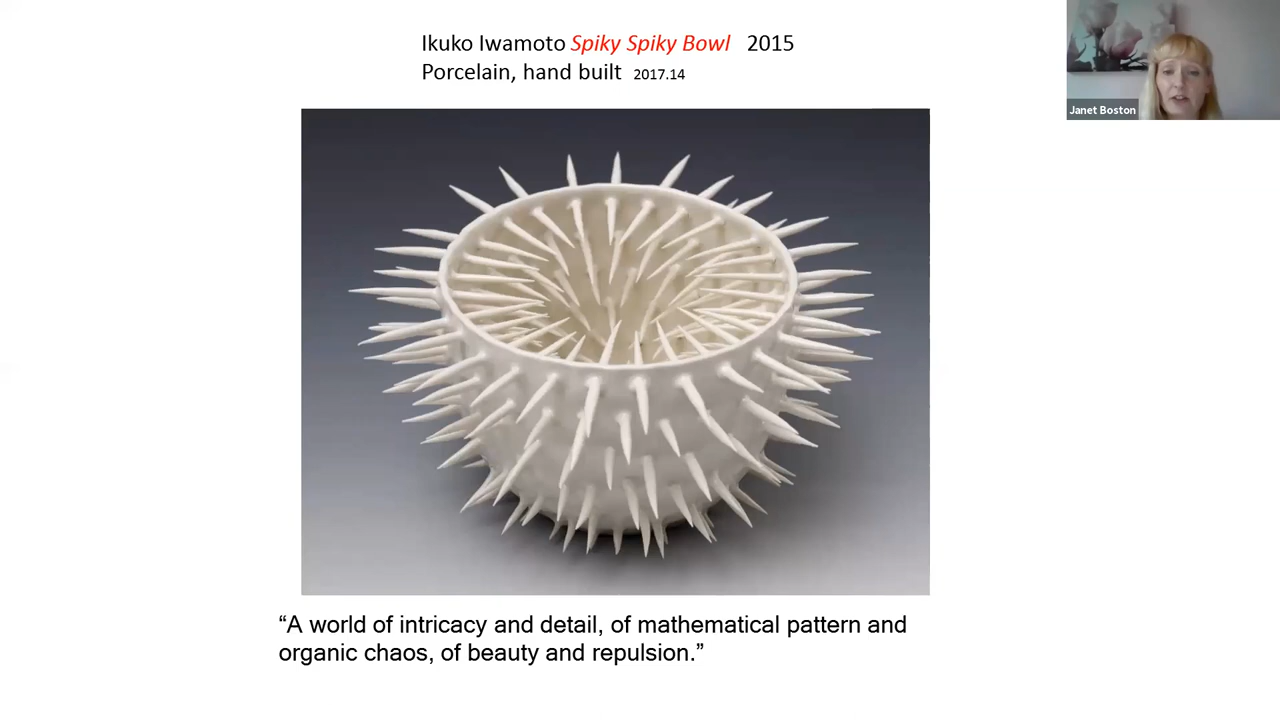 Ikuko Iwamoto Spiky Spiky Bowl 2015
Porcelain, hand built 2017.14
Janet Boston
“A world of intricacy and detail, of mathematical pattern and
organic chaos, of beauty and repulsion.”